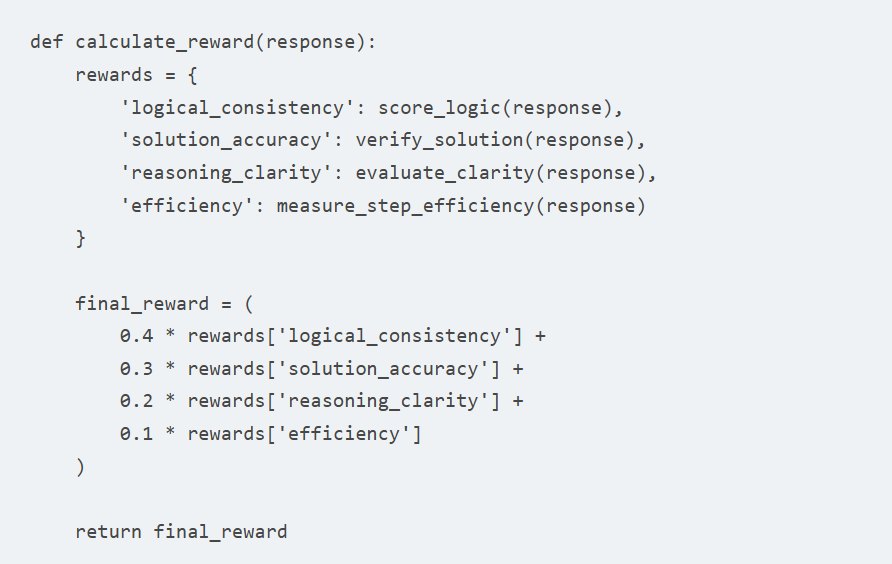 def calculate_reward(response):
    rewards = {
        'logical_consistency': score_logic(response),
        'solution_accuracy': verify_solution(response),
        'reasoning_clarity': evaluate_clarity(response),
        'efficiency': measure_step_efficiency(response)
    }

    final_reward = (
        0.4 * rewards['logical_consistency'] +
        0.3 * rewards['solution_accuracy'] +
        0.2 * rewards['reasoning_clarity'] +
        0.1 * rewards['efficiency']
    )

    return final_reward